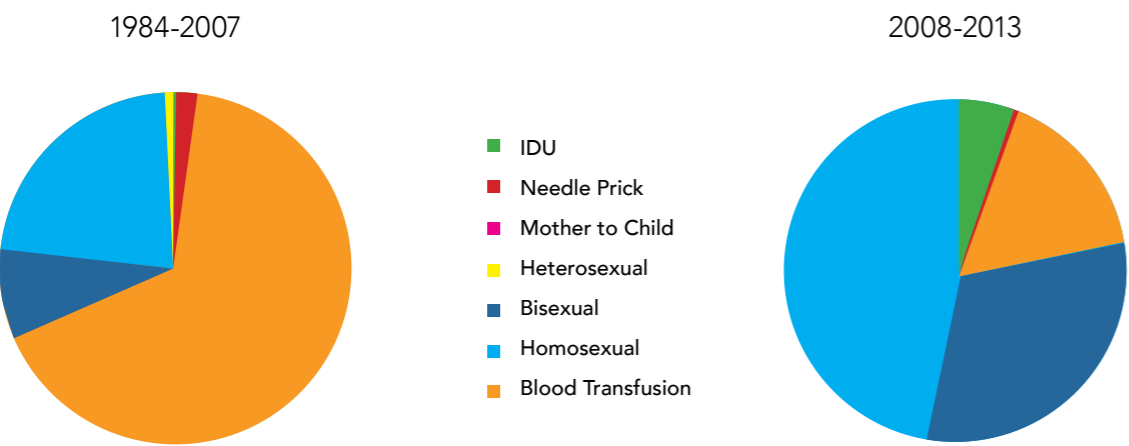 1984-2007
2008-2013
IDU
Needle Prick
Mother to Child
Heterosexual
Bisexual
Homosexual
Blood Transfusion